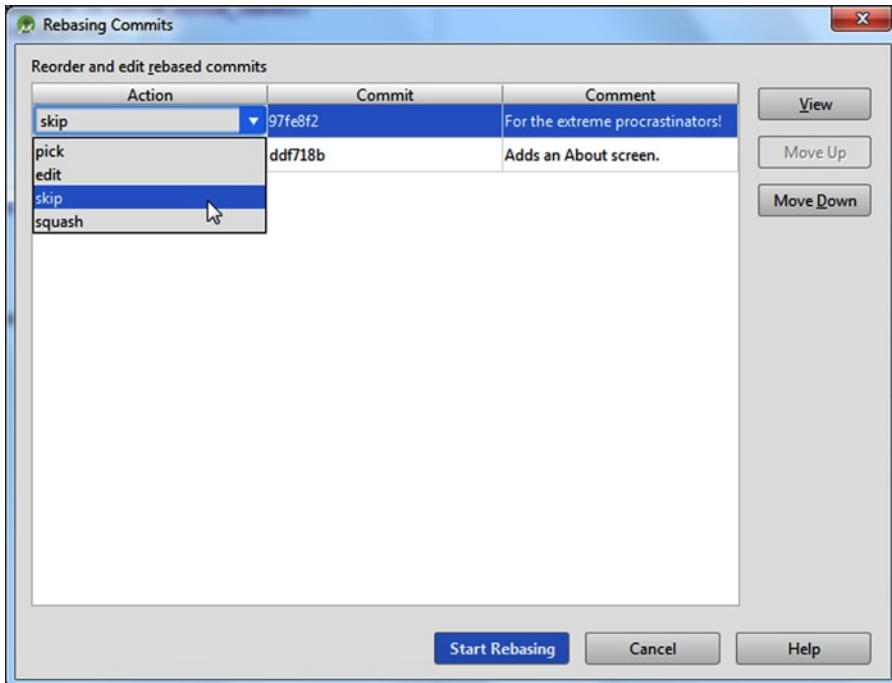 Rebasing Commits
Reorder and edit rebased commits
Action Commit Comment
skip 97fe8f2 For the extreme procrastinators!
pick
edit
skip
squash
ddf718b Adds an About screen.
View
Move Up
Move Down
Start Rebasing Cancel Help